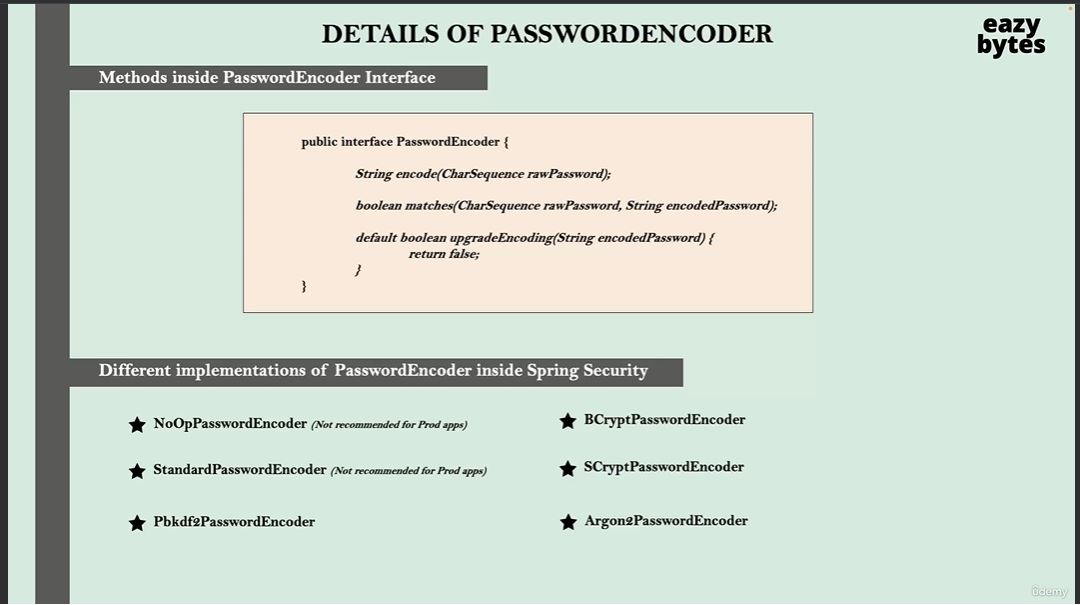 DETAILS OF PASSWORDENCODER
eazy
bytes
Methods inside PasswordEncoder Interface
public interface PasswordEncoder {
String encode(CharSequence rawPassword);
boolean matches(CharSequence rawPassword, String encodedPassword);
default boolean upgradeEncoding(String encodedPassword) {
return false;
}
}
Different implementations of PasswordEncoder inside Spring Security
NoOpPasswordEncoder (Not recommended for Prod apps)
StandardPasswordEncoder (Not recommended for Prod apps)
Pbkdf2PasswordEncoder
BCryptPasswordEncoder
SCryptPasswordEncoder
Argon2PasswordEncoder
ûdemy